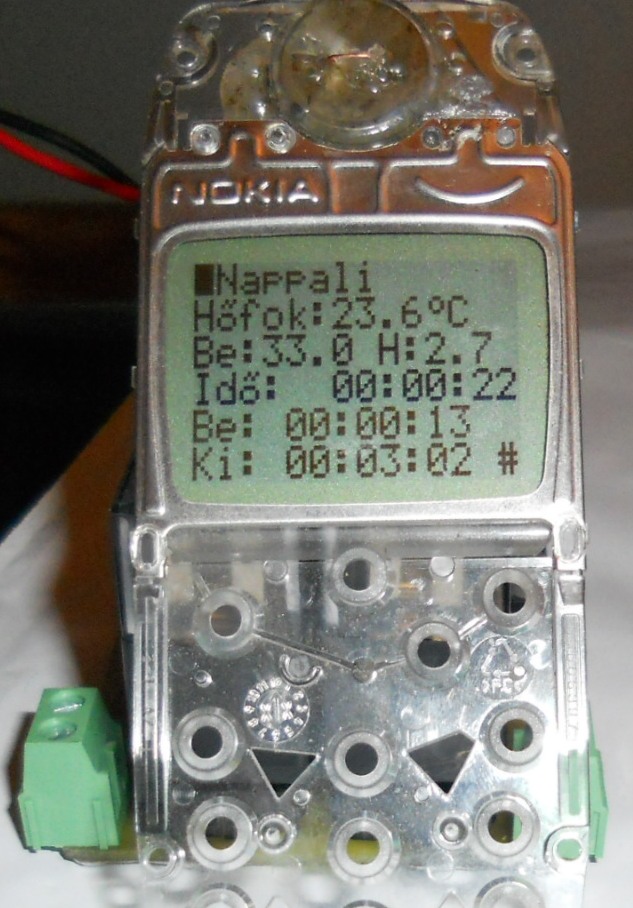 NOKIA
Nappali
Hőfok:23.6°C
Be:33.0 H:2.7
Idő: 00:00:22
Be: 00:00:13
Ki: 00:03:02 #